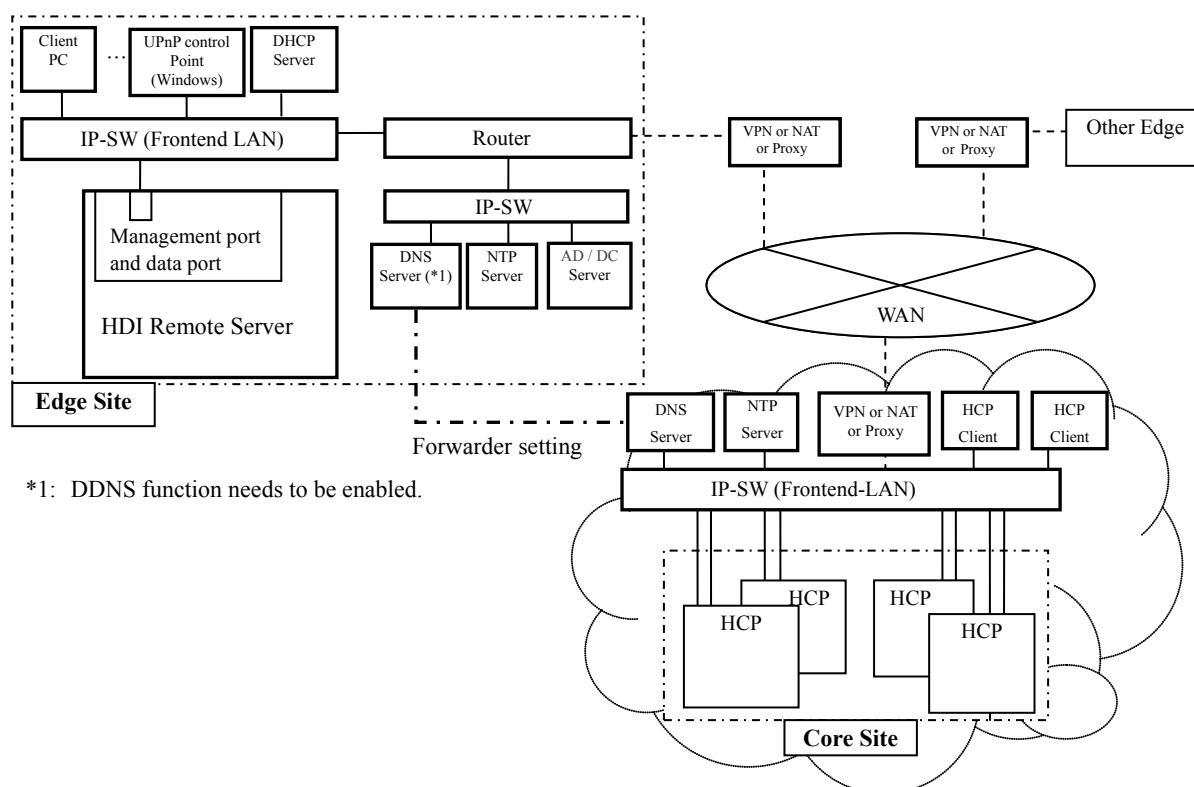 Client
PC
...
UPnP control
Point
(Windows)
DHCP
Server
IP-SW (Frontend LAN)
Router
VPN or NAT
or Proxy
VPN or NAT
or Proxy
Other Edge
Management port
and data port
HDI Remote Server
IP-SW
DNS
Server (*1)
NTP
Server
AD / DC
Server
WAN
Edge Site
Forwarder setting
*1: DDNS function needs to be enabled.
DNS
Server
NTP
Server
VPN or NAT
or Proxy
HCP
Client
HCP
Client
IP-SW (Frontend-LAN)
HCP
HCP
HCP
HCP
Core Site